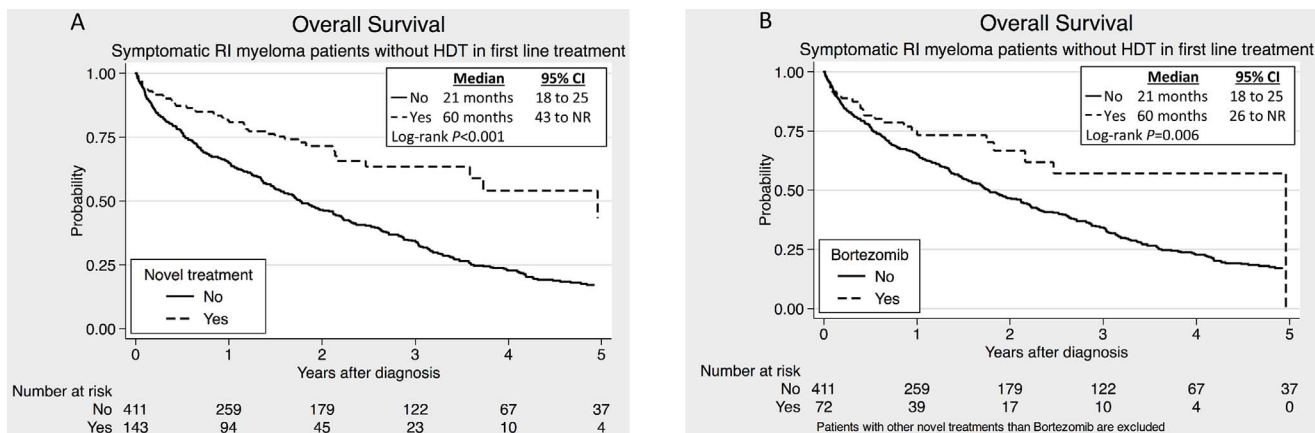 A
Overall Survival
Symptomatic RI myeloma patients without HDT in first line treatment
Median 95% CI
No 21 months 18 to 25
Yes 60 months 43 to NR
Log-rank P<0.001
1.00
0.75
0.50
0.25
0.00
Probability
Novel treatment
No
Yes
0 1 2 3 4 5
Years after diagnosis
Number at risk
No 411 259 179 122 67 37
Yes 143 94 45 23 10 4
B
Overall Survival
Symptomatic RI myeloma patients without HDT in first line treatment
Median 95% CI
No 21 months 18 to 25
Yes 60 months 26 to NR
Log-rank P=0.006
1.00
0.75
0.50
0.25
0.00
Probability
Bortezomib
No
Yes
0 1 2 3 4 5
Years after diagnosis
Number at risk
No 411 259 179 122 67 37
Yes 72 39 17 10 4 0
Patients with other novel treatments than Bortezomib are excluded